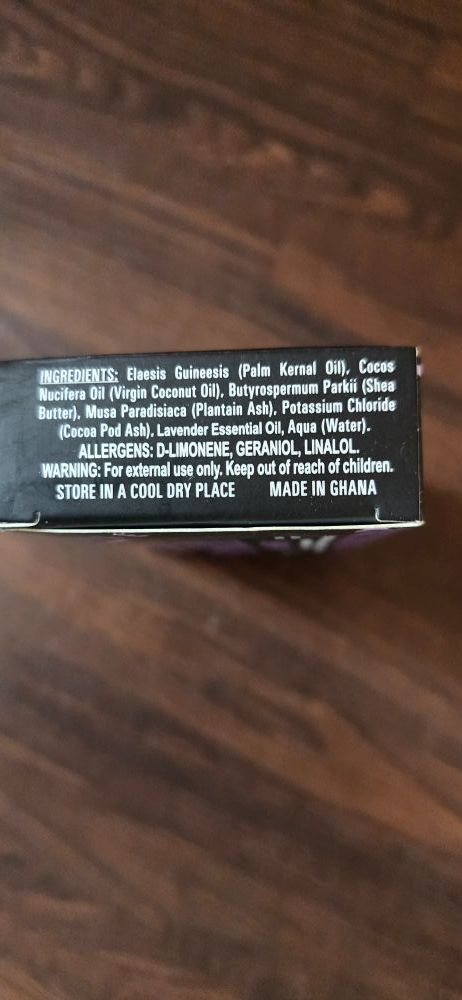 INGREDIENTS: Elaesis Guineesis (Palm Kernal Oil), Cocos
Nucifera Oil (Virgin Coconut Oil), Butyrospermum Parkii (Shea
Butter), Musa Paradisiaca (Plantain Ash), Potassium Chloride
(Cocoa Pod Ash), Lavender Essential Oil, Aqua (Water).
ALLERGENS: D-LIMONENE, GERANIOL, LINALOL.
WARNING: For external use only. Keep out of reach of children.
STORE IN A COOL DRY PLACE MADE IN GHANA